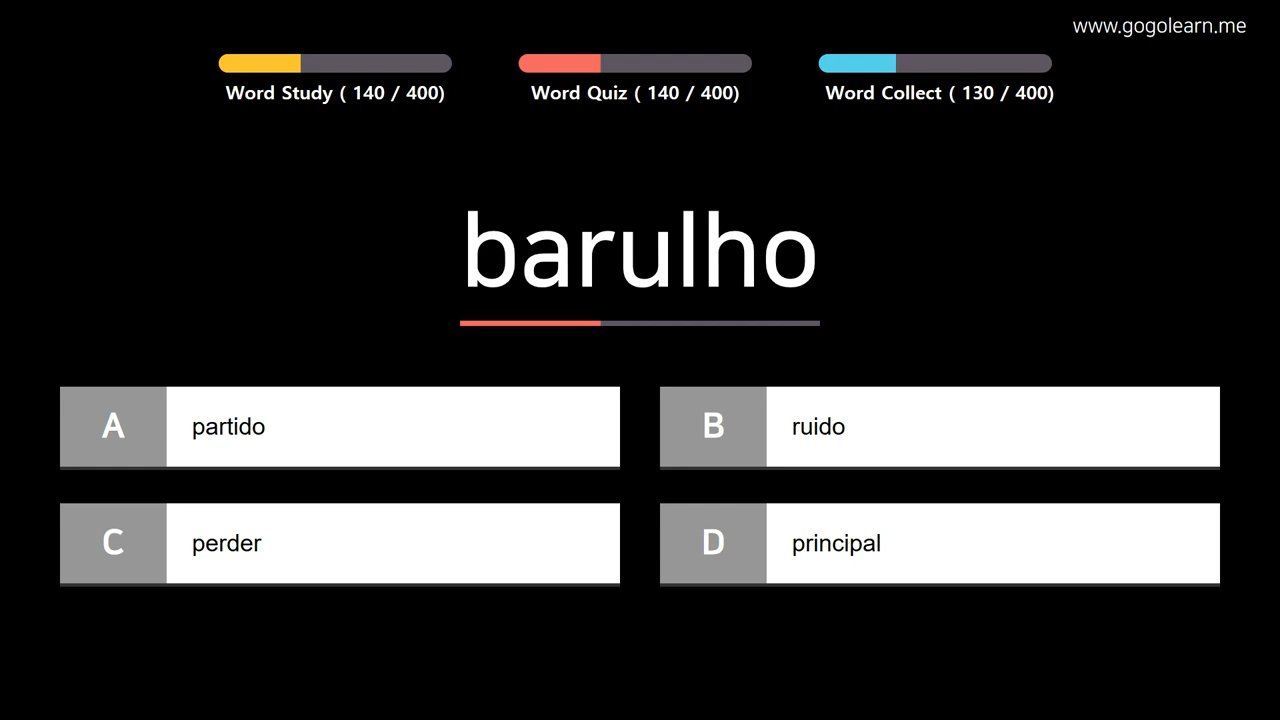 www.gogolearn.me
Word Study ( 140 / 400)
Word Quiz ( 140 / 400)
Word Collect ( 130 / 400)
barulho
A partido
B ruido
C perder
D principal